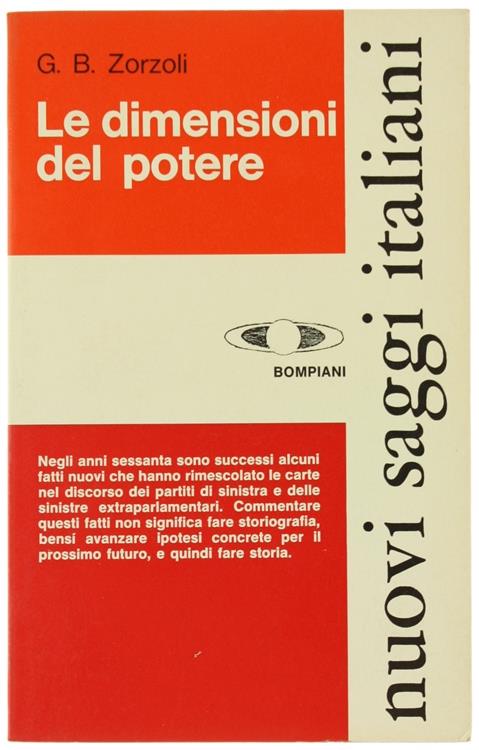 G. B. Zorzoli
Le dimensioni
del potere
BOMPIANI
Negli anni sessanta sono successi alcuni
fatti nuovi che hanno rimescolato le carte
nel discorso dei partiti di sinistra e delle
sinistre extraparlamentari. Commentare
questi fatti non significa fare storiografia,
bensí avanzare ipotesi concrete per il
prossimo futuro, e quindi fare storia.
nuovi saggi italiani